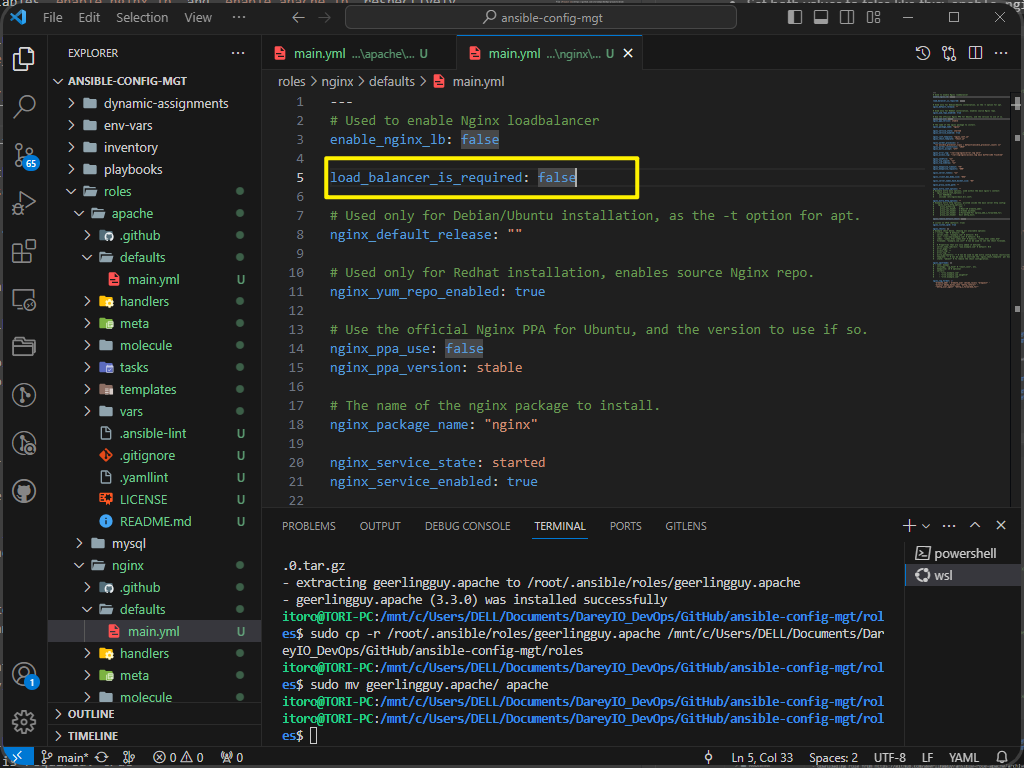 File Edit Selection View ··· ansible-config-mgt
EXPLORER ···
ANSIBLE-CONFIG-MGT
dynamic-assignments
env-vars
inventory
playbooks
roles
apache
.github
defaults
main.yml U
handlers
meta
molecule
tasks
templates
vars
.ansible-lint U
.gitignore U
.yamllint U
LICENSE U
README.md U
mysql
nginx
.github
defaults
main.yml U
handlers
meta
molecule
OUTLINE
TIMELINE
65
1
main.yml ...\apache\... U main.yml ...\nginx\... U
roles > nginx > defaults > main.yml
1 ---
2 # Used to enable Nginx loadbalancer
3 enable_nginx_lb: false
4
5 load_balancer_is_required: false
6
7 # Used only for Debian/Ubuntu installation, as the -t option for apt.
8 nginx_default_release: ""
9
10 # Used only for Redhat installation, enables source Nginx repo.
11 nginx_yum_repo_enabled: true
12
13 # Use the official Nginx PPA for Ubuntu, and the version to use if so.
14 nginx_ppa_use: false
15 nginx_ppa_version: stable
16
17 # The name of the nginx package to install.
18 nginx_package_name: "nginx"
19
20 nginx_service_state: started
21 nginx_service_enabled: true
22
PROBLEMS OUTPUT DEBUG CONSOLE TERMINAL PORTS GITLENS
.0.tar.gz
- extracting geerlingguy.apache to /root/.ansible/roles/geerlingguy.apache
- geerlingguy.apache (3.3.0) was installed successfully
itoro@TORI-PC:/mnt/c/Users/DELL/Documents/DareyIO_DevOps/GitHub/ansible-config-mgt/rol
es$ sudo cp -r /root/.ansible/roles/geerlingguy.apache /mnt/c/Users/DELL/Documents/Dar
eyIO_DevOps/GitHub/ansible-config-mgt/roles
itoro@TORI-PC:/mnt/c/Users/DELL/Documents/DareyIO_DevOps/GitHub/ansible-config-mgt/rol
es$ sudo mv geerlingguy.apache/ apache
itoro@TORI-PC:/mnt/c/Users/DELL/Documents/DareyIO_DevOps/GitHub/ansible-config-mgt/rol
itoro@TORI-PC:/mnt/c/Users/DELL/Documents/DareyIO_DevOps/GitHub/ansible-config-mgt/rol
es$
powershell
wsl
main* 0 0 0 Ln 5, Col 33 Spaces: 2 UTF-8 LF YAML